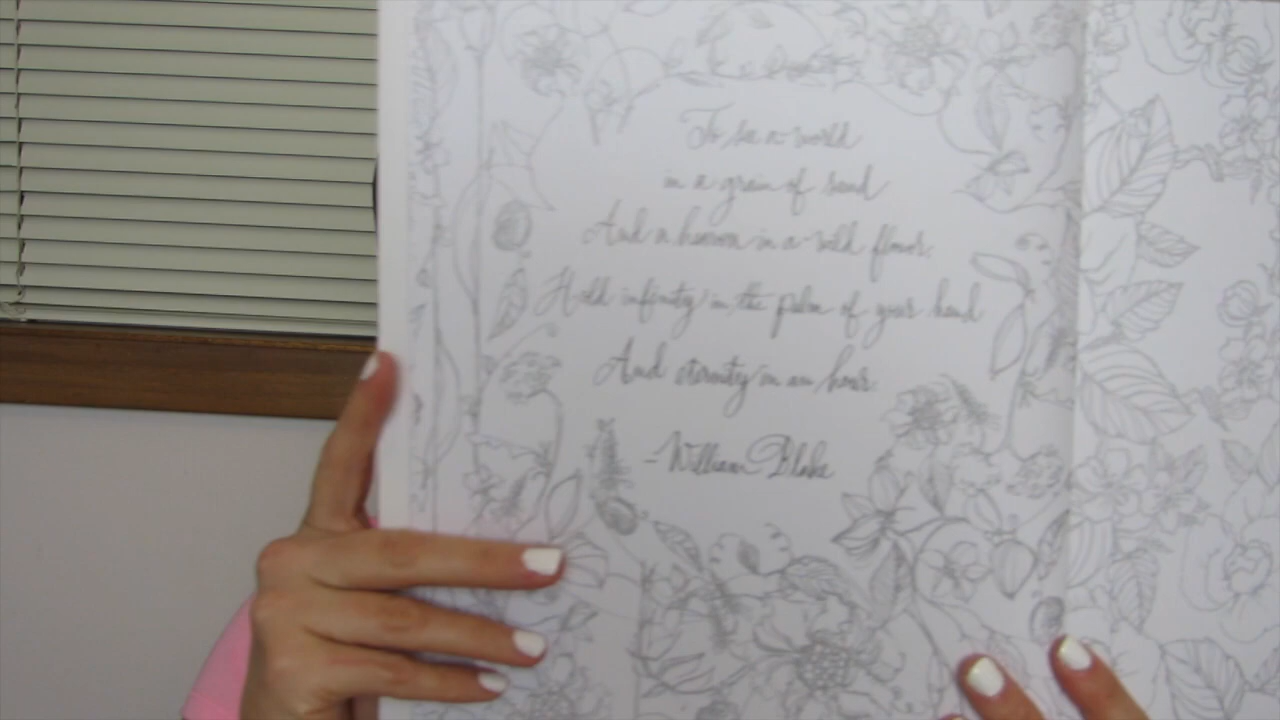 To see a world
in a grain of sand
And a heaven in a wild flower.
Hold infinity in the palm of your hand
And eternity in an hour.
-William Blake